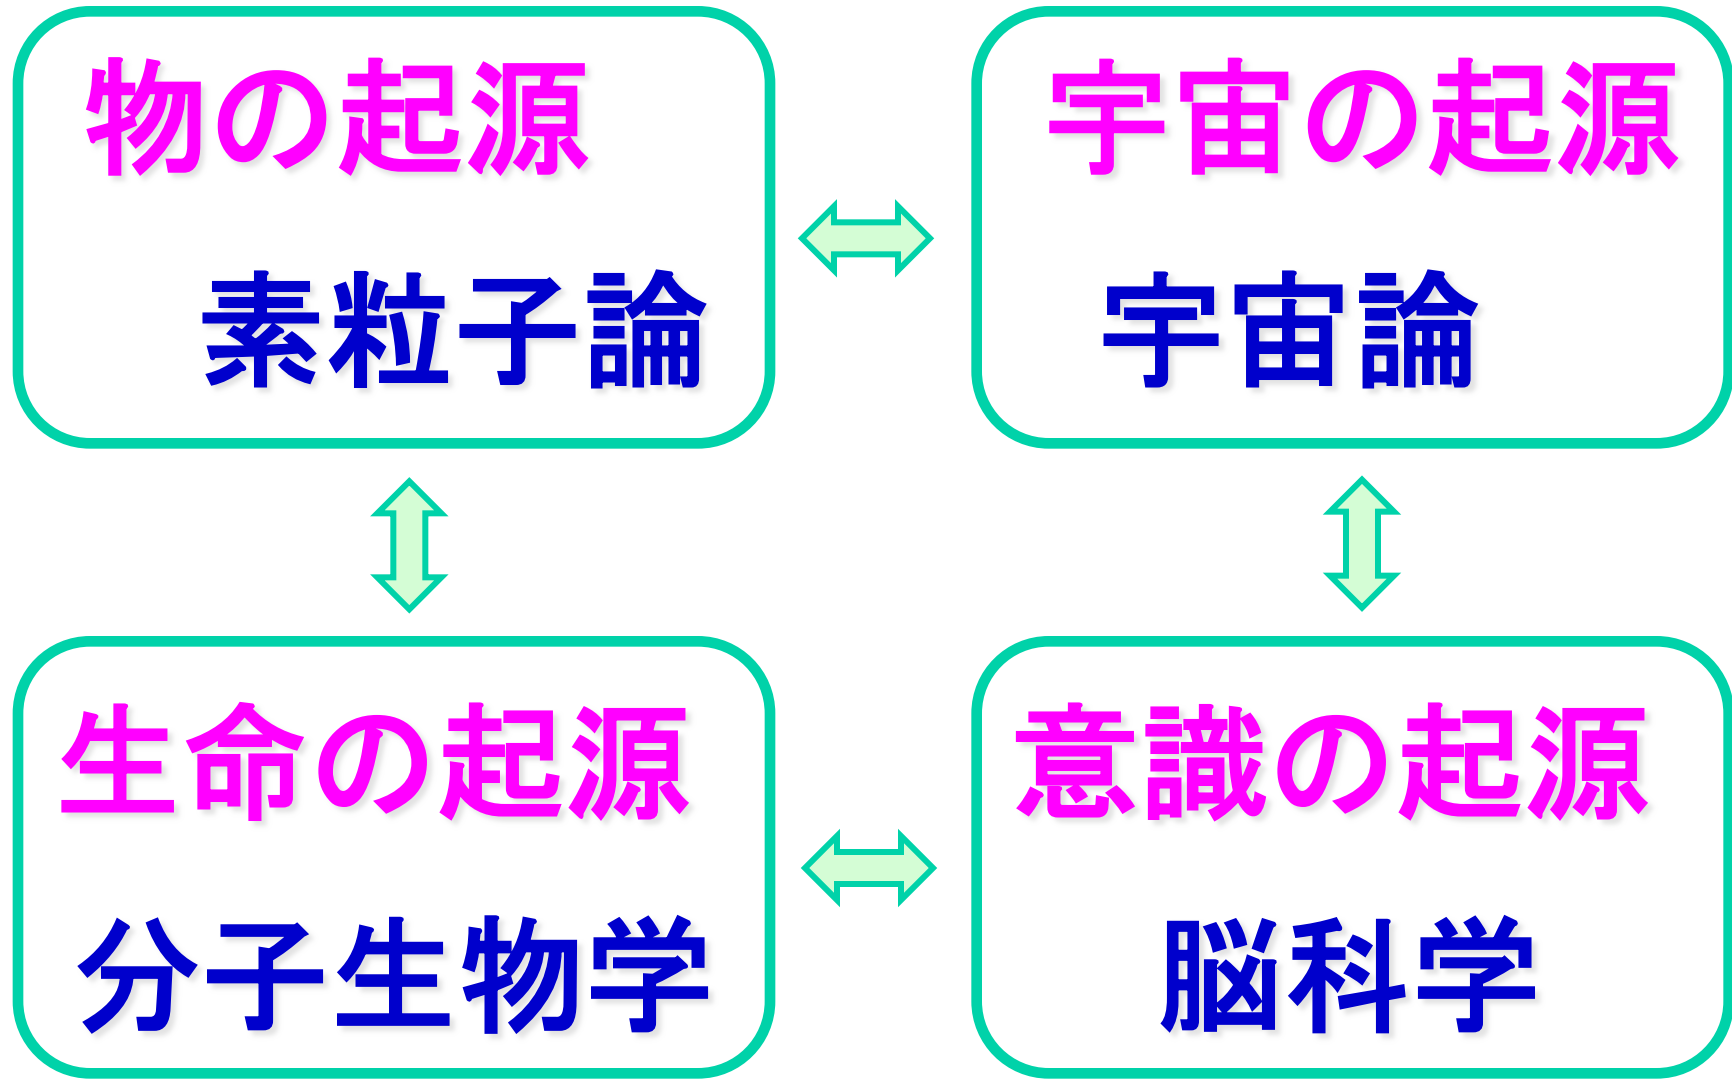 物の起源
素粒子論
宇宙の起源
宇宙論
生命の起源
分子生物学
意識の起源
脳科学